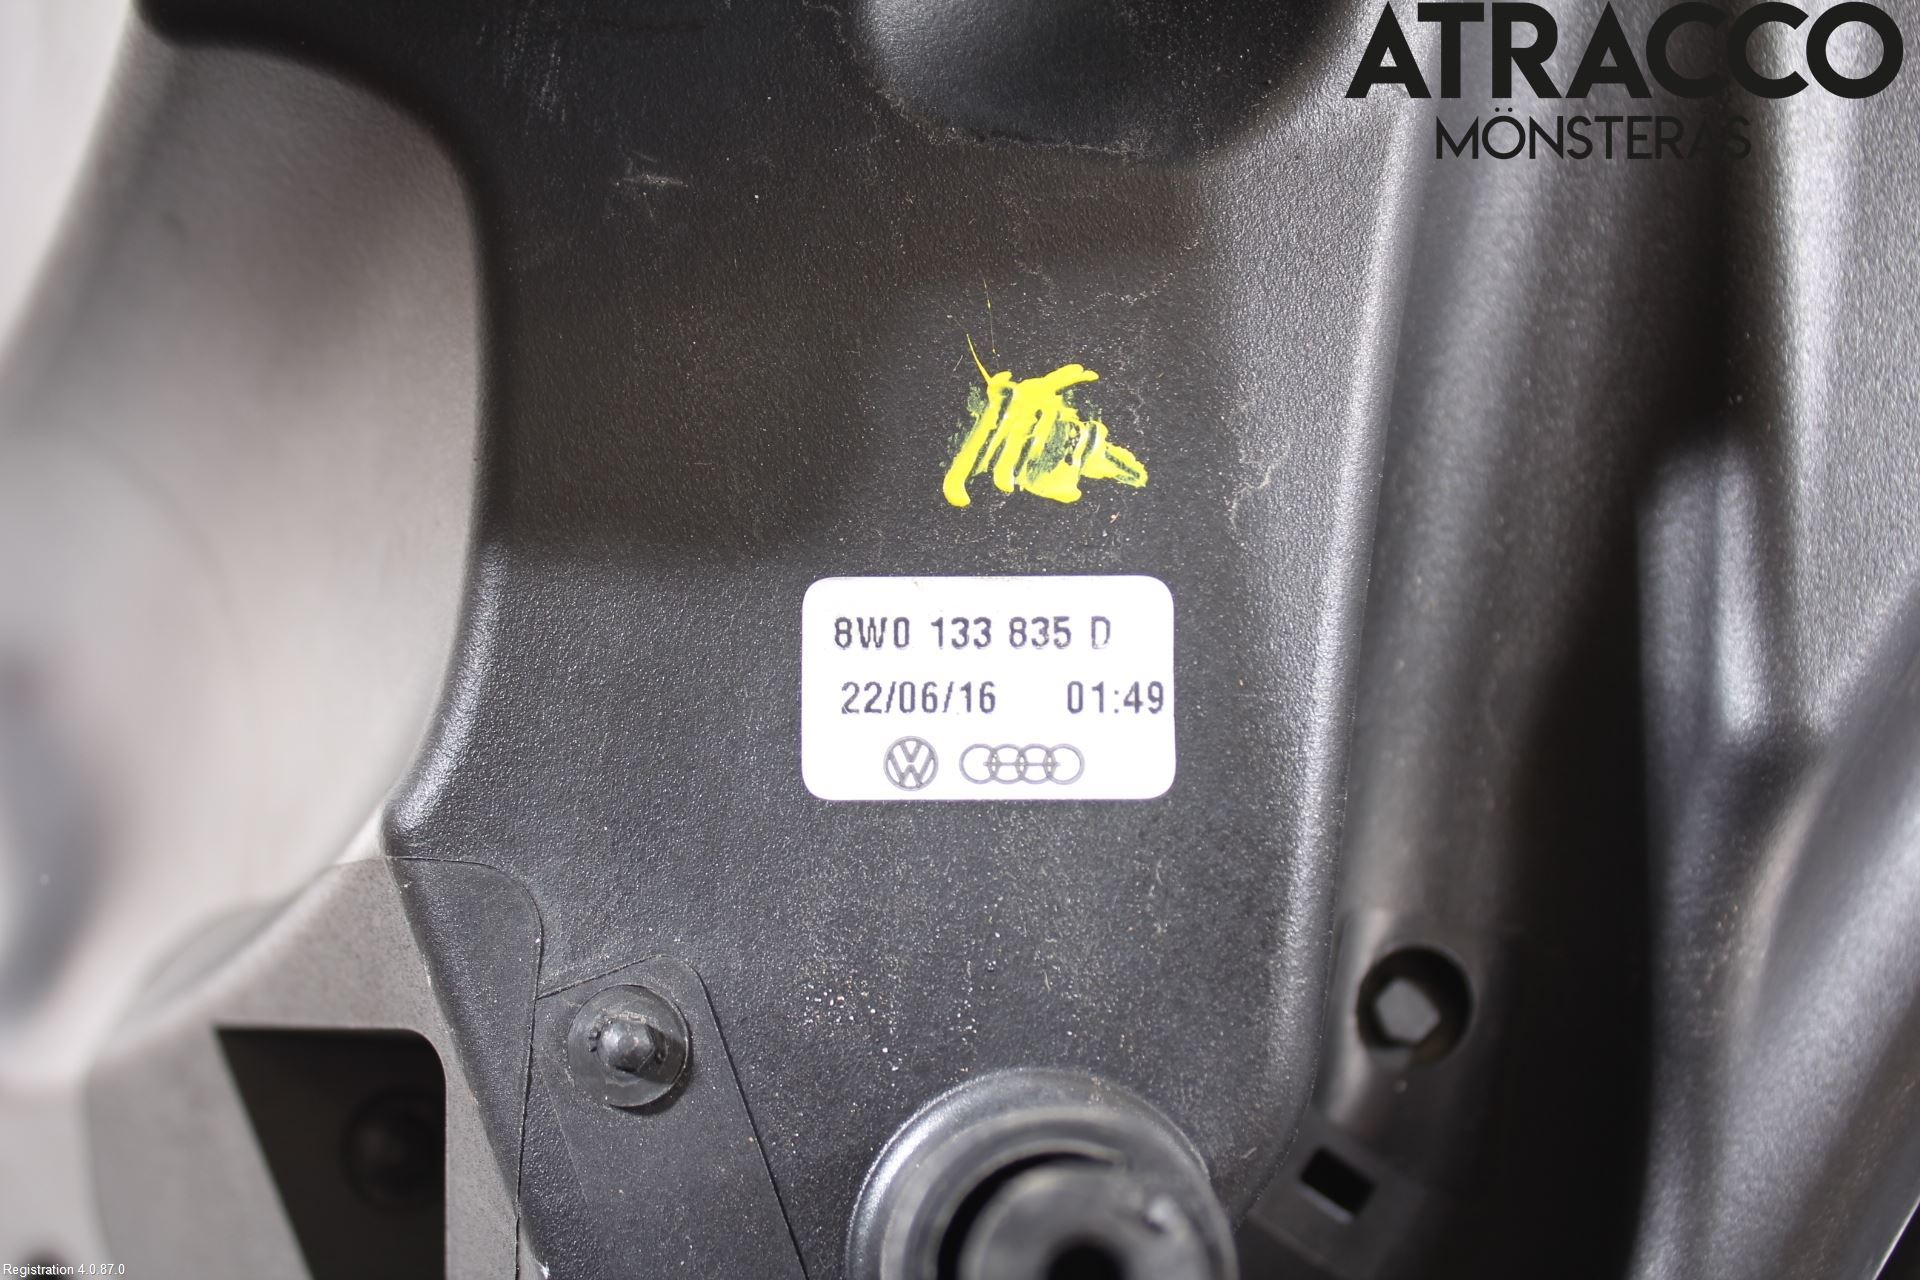 ATRACCO
MÖNSTERÅS
8W0 133 835 D
22/06/16 01:49
Registration 4.0.87.0